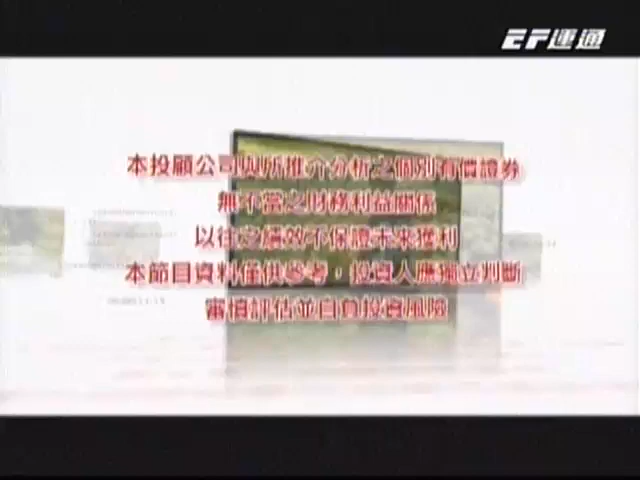 EF運通
本投顧公司與所推介分析之個別有價證券
無不當之財務利益關係
以往之績效不保證未來獲利
本節目資料僅供參考，投資人應獨立判斷
審慎評估並自負投資風險